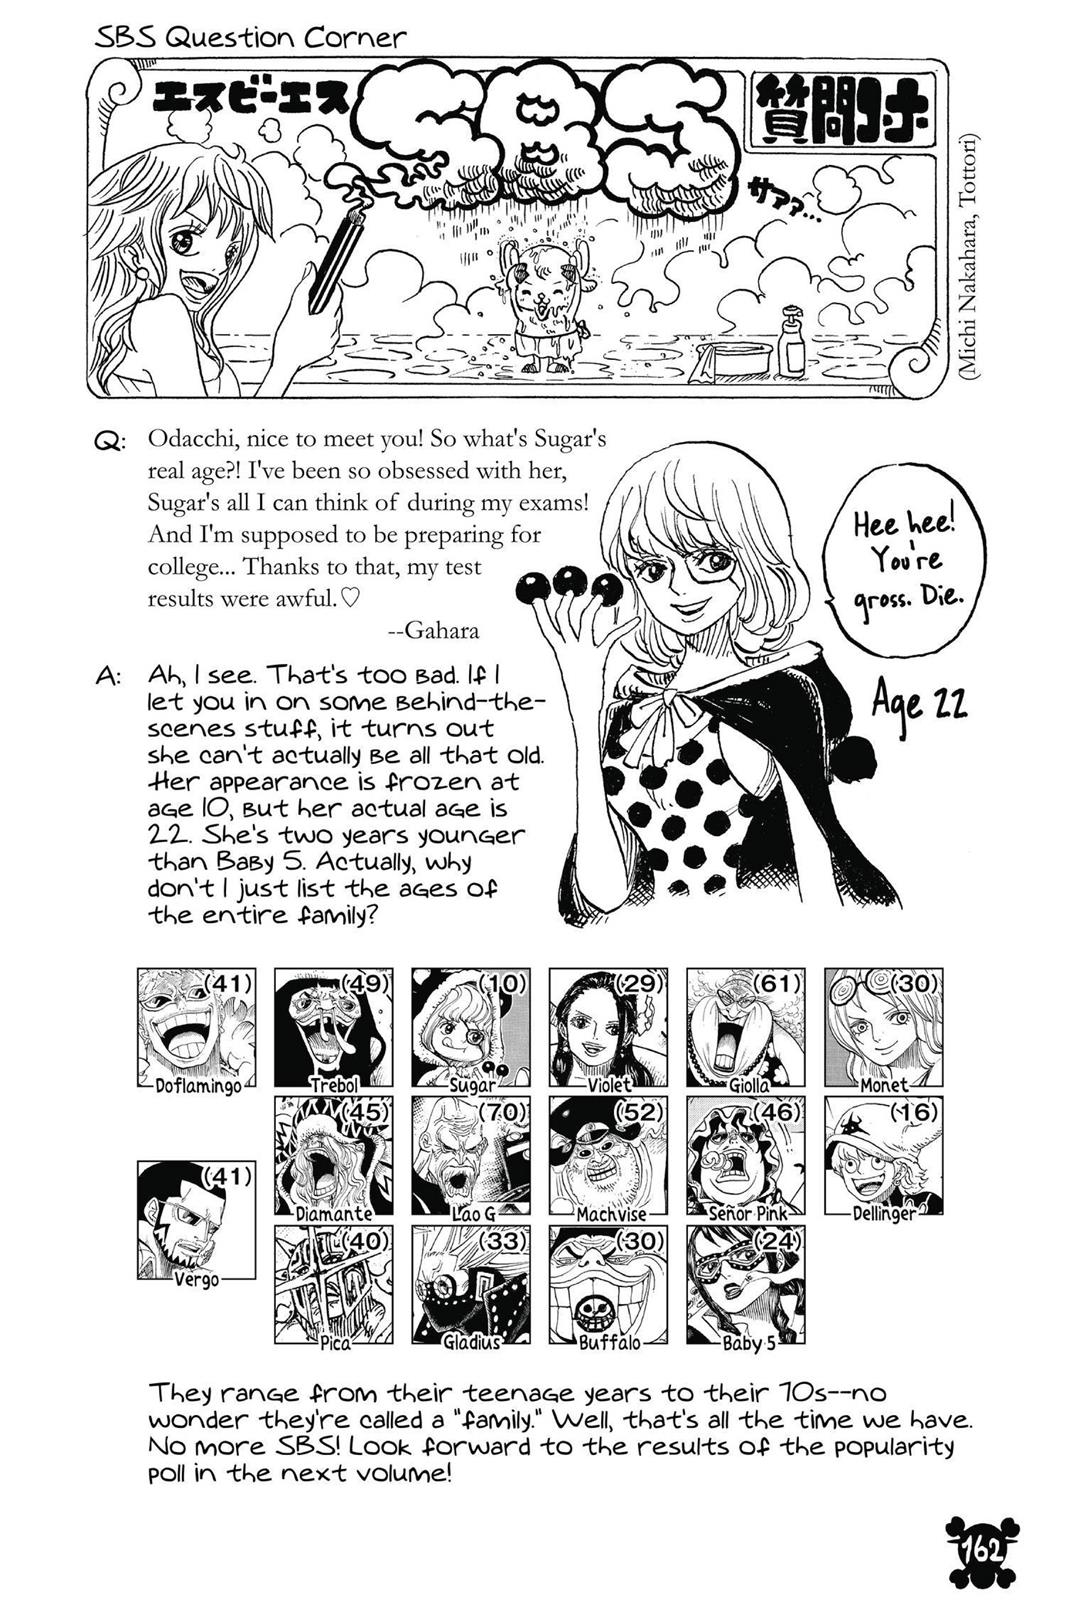 SBS Question Corner
エスビーエス
SBS
質問コーナー
サアァ...
(Michi Nakahara, Tottori)
Q: Odacchi, nice to meet you! So what's Sugar's
real age?! I've been so obsessed with her,
Sugar's all I can think of during my exams!
And I'm supposed to be preparing for
college... Thanks to that, my test
results were awful.♡
--Gahara
Hee hee!
You're
gross. Die.
Age 22
A: Ah, I see. That's too bad. If I
let you in on some behind-the-
scenes stuff, it turns out
she can't actually be all that old.
Her appearance is frozen at
age 10, but her actual age is
22. She's two years younger
than Baby 5. Actually, why
don't I just list the ages of
the entire family?
(41) (49) (10) (29) (61) (30)
Doflamingo Trebol Sugar Violet Giolla Monet
(45) (70) (52) (46) (16)
Diamante Lao G Machvise Señor Pink Dellinger
(41)
Vergo
(40) (33) (30) (24)
Pica Gladius Buffalo Baby 5
They range from their teenage years to their 70s--no
wonder they're called a "family." Well, that's all the time we have.
No more SBS! Look forward to the results of the popularity
poll in the next volume!
162